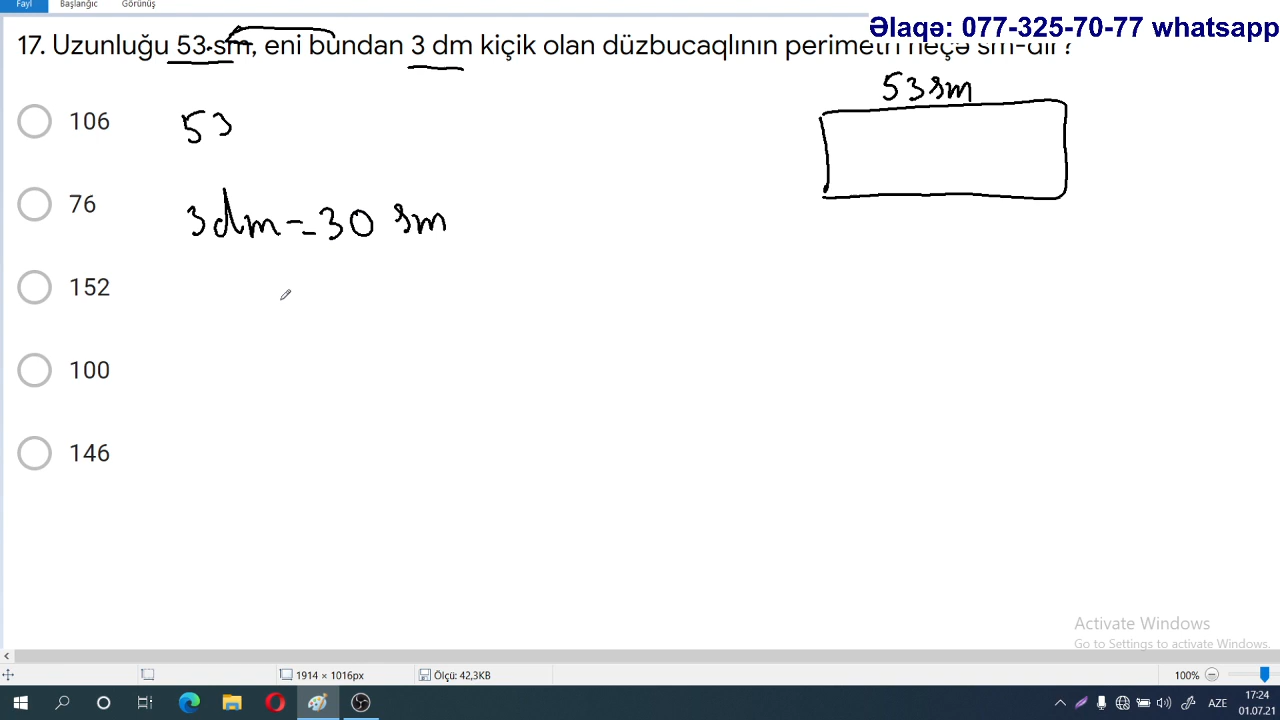 Fayl Başlanğıc Görünüş
Əlaqə: 077-325-70-77 whatsapp
17. Uzunluğu 53 sm, eni bundan 3 dm kiçik olan düzbucaqlının perimetri neçə sm-dir?
53 sm
106
53
76
3dm = 30 sm
152
100
146
Activate Windows
Go to Settings to activate Windows.
1914 × 1016px
Ölçü: 42,3KB
100%
AZE
17:24
01.07.21